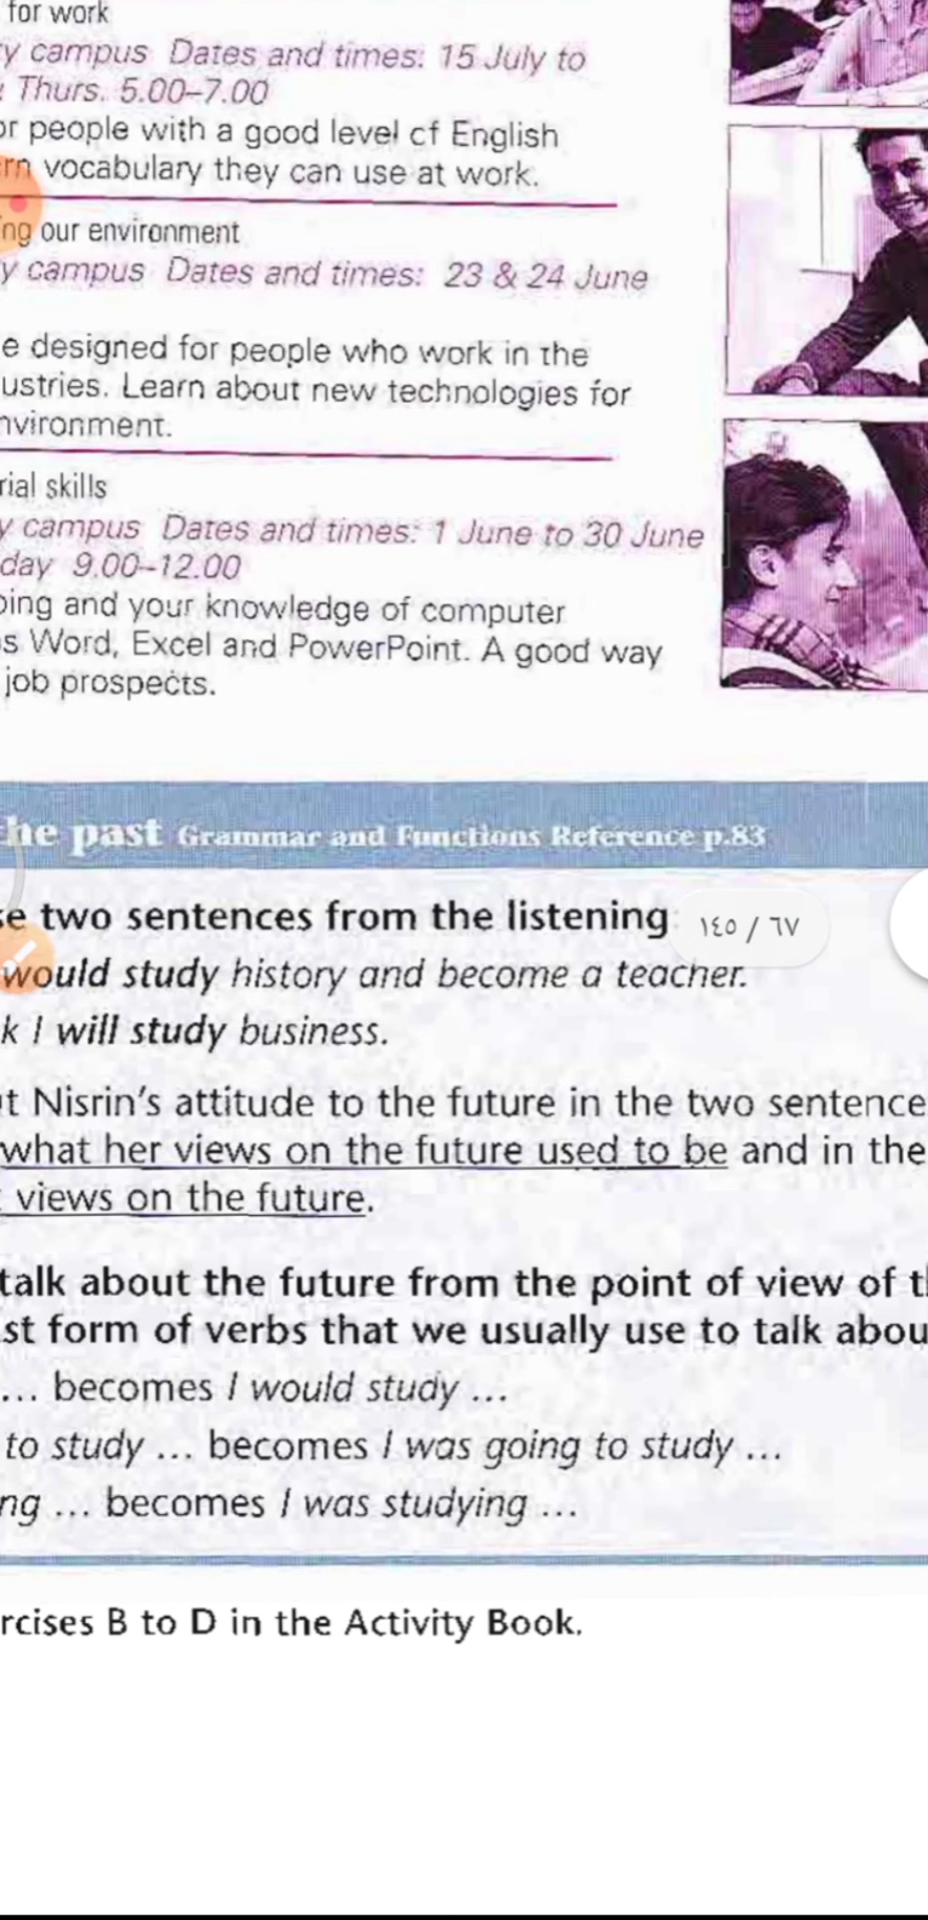 for work
y campus Dates and times: 15 July to
: Thurs. 5.00–7.00
or people with a good level cf English
rn vocabulary they can use at work.
ing our environment
y campus Dates and times: 23 & 24 June
e designed for people who work in the
ustries. Learn about new technologies for
nvironment.
rial skills
y campus Dates and times: 1 June to 30 June
day 9.00–12.00
ping and your knowledge of computer
s Word, Excel and PowerPoint. A good way
job prospects.
he past Grammar and Functions Reference p.83
se two sentences from the listening
١٤٥ / ٦٧
would study history and become a teacher.
k I will study business.
t Nisrin's attitude to the future in the two sentence
what her views on the future used to be and in the
views on the future.
talk about the future from the point of view of t
st form of verbs that we usually use to talk abou
... becomes I would study ...
to study ... becomes I was going to study ...
ng ... becomes I was studying ...
rcises B to D in the Activity Book.